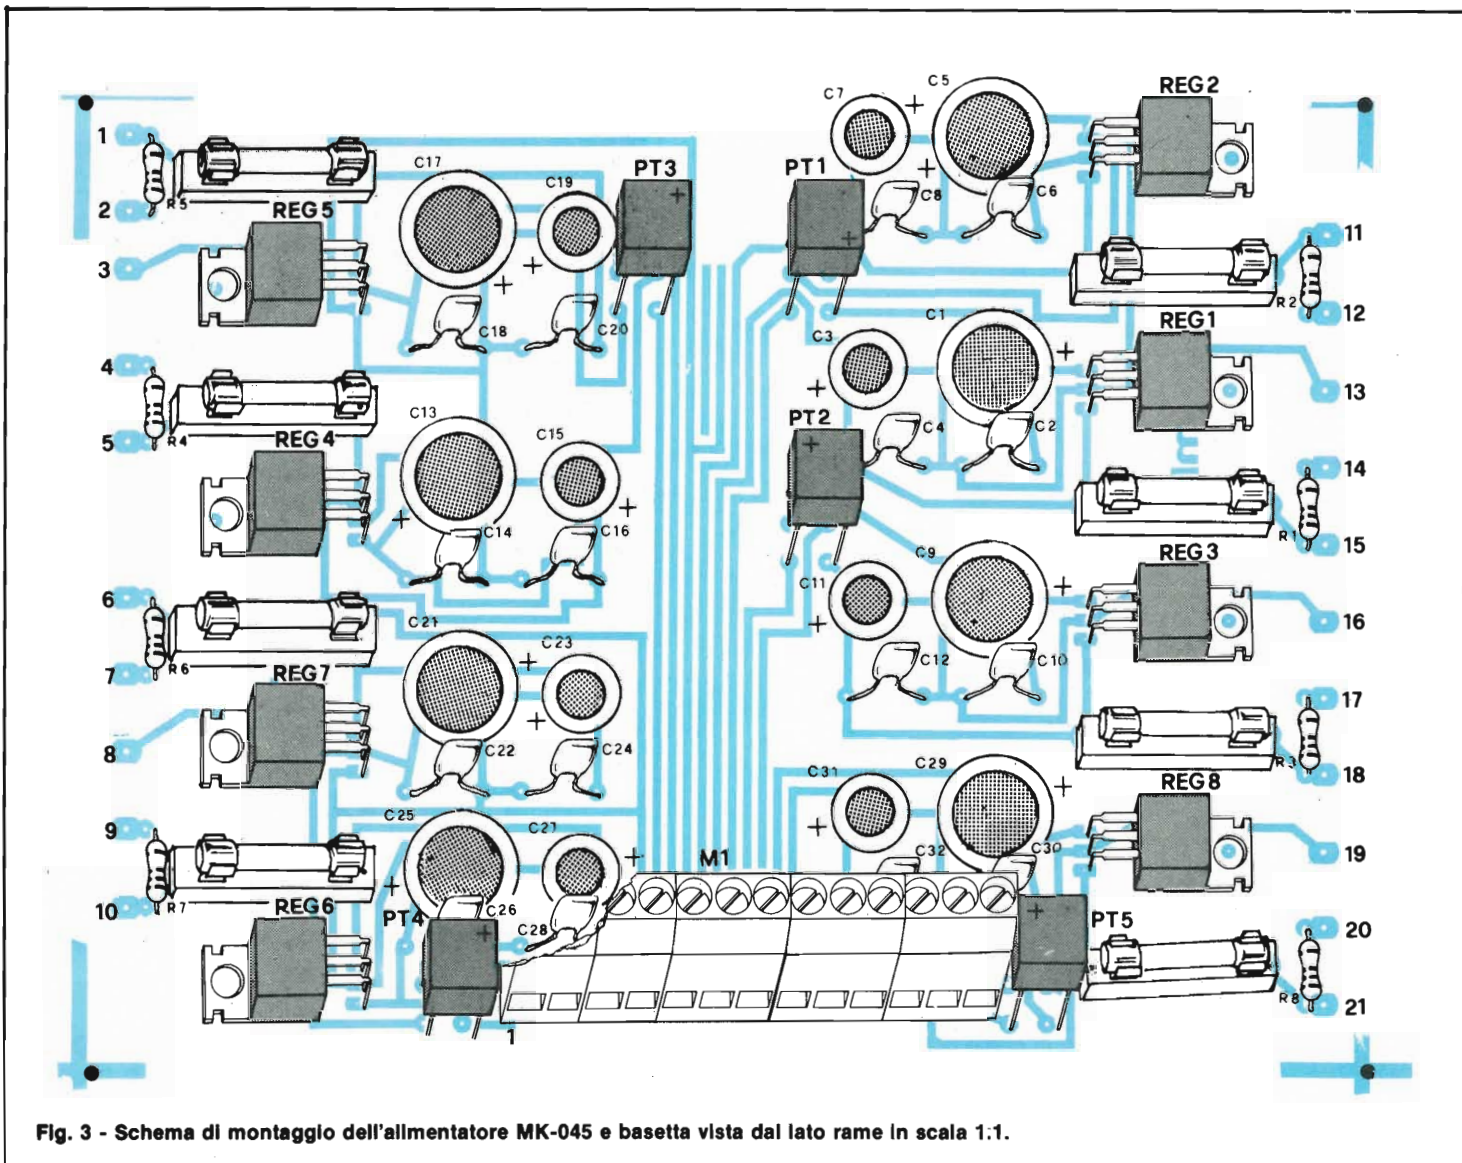 C5
REG2
C7
1
C17
PT3
PT1
C19
C8
C6
R5
2
REG5
11
3
R2
12
C18
C20
C3
C1
REG1
4
13
C13
PT2
C4
C2
5
R4
REG4
C15
14
C14
C16
R1
15
C9
REG3
6
C11
16
C21
C23
C12
C10
7
R6
REG7
17
8
C22
C24
C31
C29
R3
18
REG8
9
C25
C27
M1
C32
C30
19
10
R7
REG6
PT4
C26
C28
PT5
20
R8
21
1
Fig. 3 - Schema di montaggio dell'alimentatore MK-045 e basetta vista dal lato rame in scala 1:1.